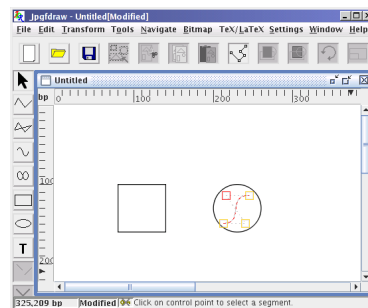 Jpgfdraw - Untitled[Modified]
File Edit Transform Tools Navigate Bitmap TeX/LaTeX Settings Window Help
Untitled
bp 0 100 200 300
100
T
200
325,209 bp Modified Click on control point to select a segment.